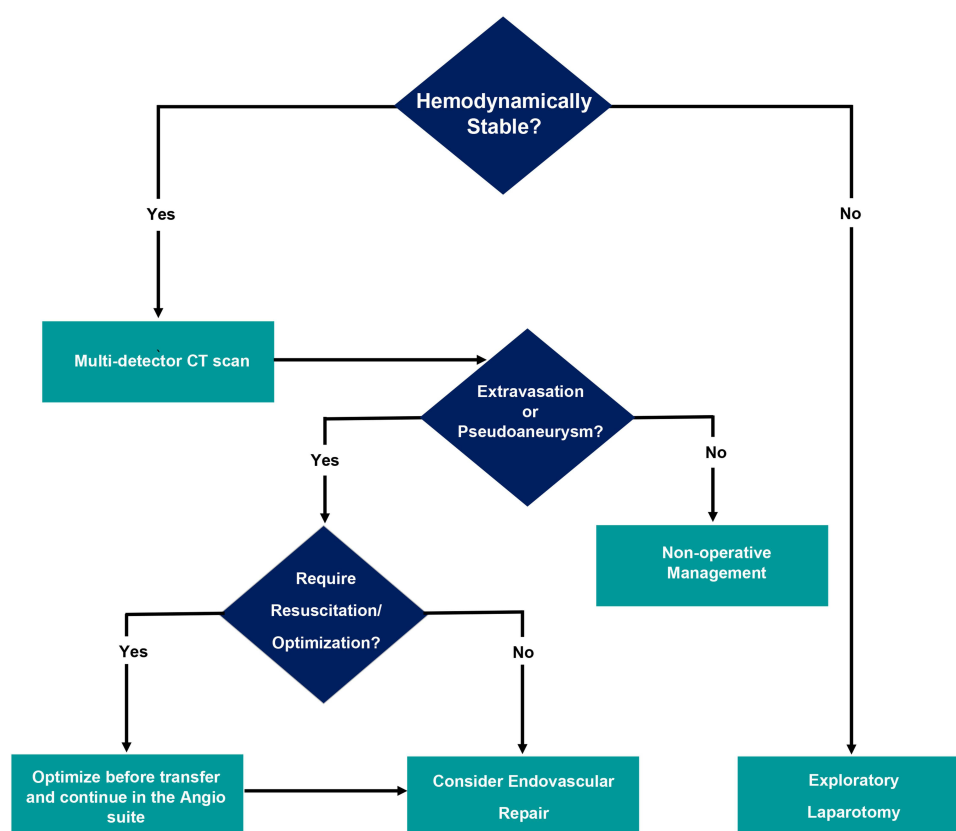 Hemodynamically
Stable?
Yes
No
Multi-detector CT scan
Extravasation
or
Pseudoaneurysm?
Yes
No
Non-operative
Management
Require
Resuscitation/
Optimization?
Yes
No
Optimize before transfer
and continue in the Angio
suite
Consider Endovascular
Repair
Exploratory
Laparotomy